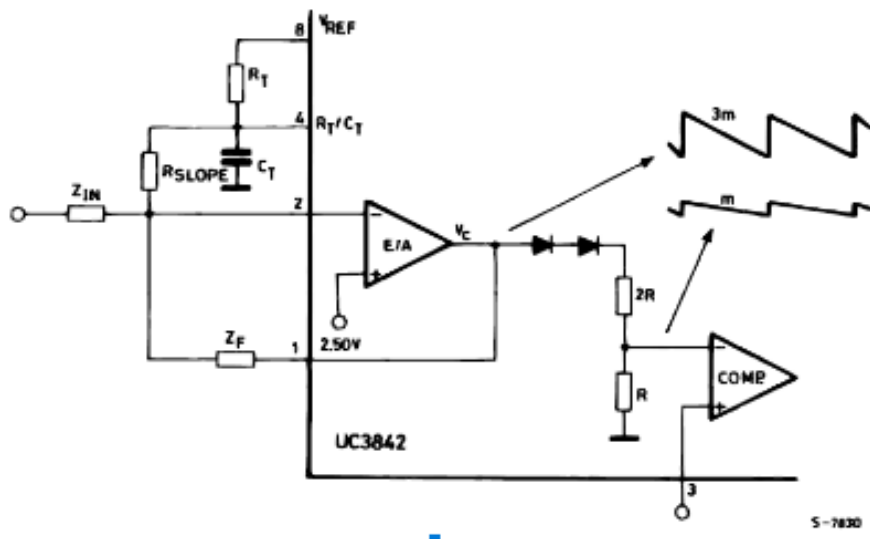 8
VREF
RT
4
RT/CT
CT
RSLOPE
ZIN
2
−
E/A
+
VC
2.50V
ZF
1
UC3842
3m
m
2R
R
−
COMP.
+
3
S-7830